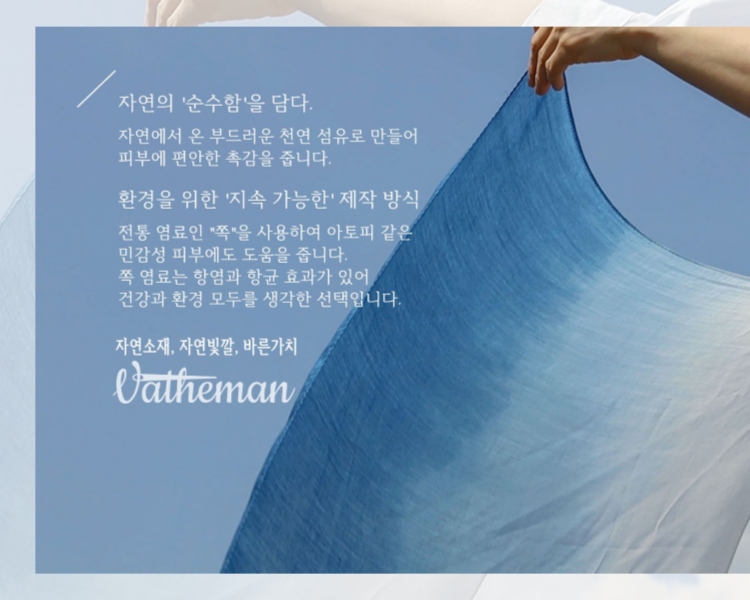 자연의 '순수함'을 담다.
자연에서 온 부드러운 천연 섬유로 만들어
피부에 편안한 촉감을 줍니다.
환경을 위한 '지속 가능한' 제작 방식
전통 염료인 "쪽"을 사용하여 아토피 같은
민감성 피부에도 도움을 줍니다.
쪽 염료는 항염과 항균 효과가 있어
건강과 환경 모두를 생각한 선택입니다.
자연소재, 자연빛깔, 바른가치
Vatheman